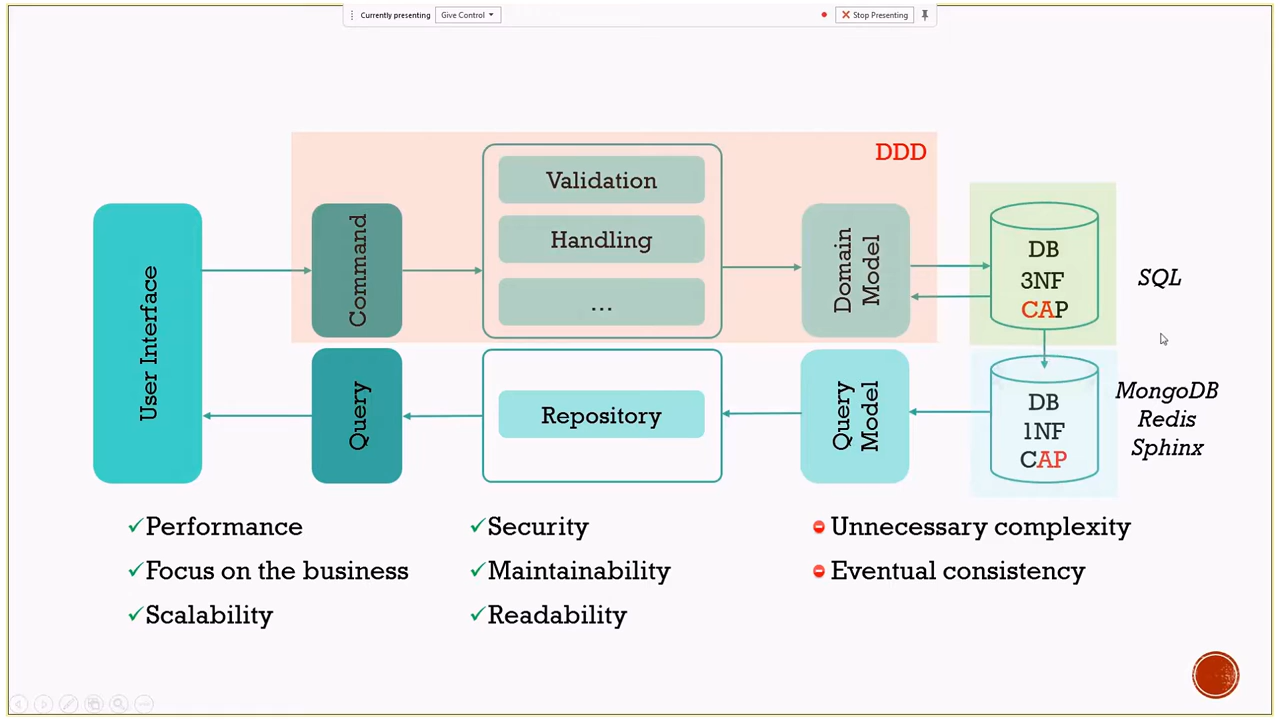 Currently presenting
Give Control
Stop Presenting
DDD
User Interface
Command
Validation
Handling
...
Domain
Model
DB
3NF
CAP
SQL
Query
Repository
Query
Model
DB
1NF
CAP
MongoDB
Redis
Sphinx
Performance
Focus on the business
Scalability
Security
Maintainability
Readability
Unnecessary complexity
Eventual consistency